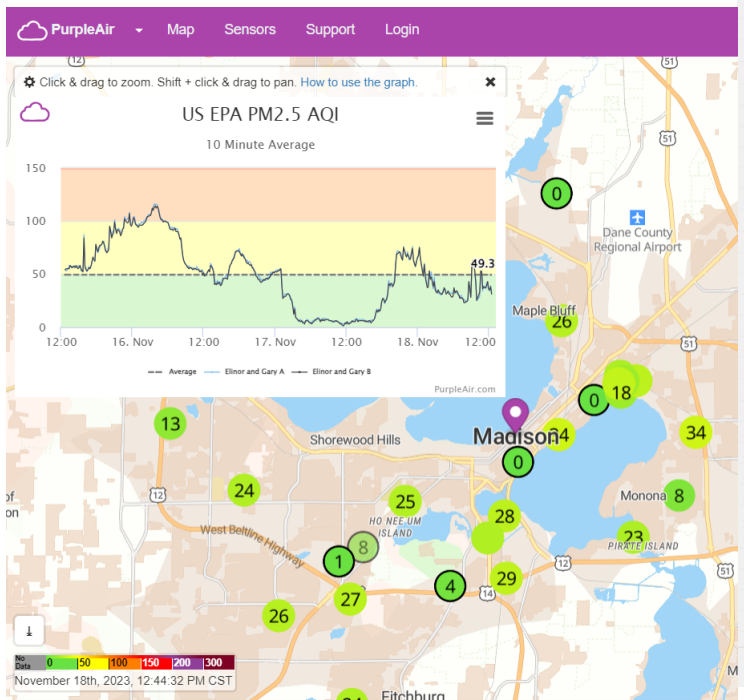 PurpleAir Map Sensors Support Login
12
51
Click & drag to zoom. Shift + click & drag to pan. How to use the graph.
US EPA PM2.5 AQI
10 Minute Average
150
100
50
0
49.3
12:00 16. Nov 12:00 17. Nov 12:00 18. Nov 12:00
Average Elinor and Gary A Elinor and Gary B
PurpleAir.com
51
0
Dane County
Regional Airport
Maple Bluff
26
51
18
0
13
Shorewood Hills
Madison
34
0
24
25
Monona
8
of
on
12
HO NEE UM
ISLAND
28
West Beltline Highway
23
PIRATE ISLAND
8
1
12
51
4
29
14
27
26
No
Data
0 50 100 150 200 300
November 18th, 2023, 12:44:32 PM CST
Fitchburg
M